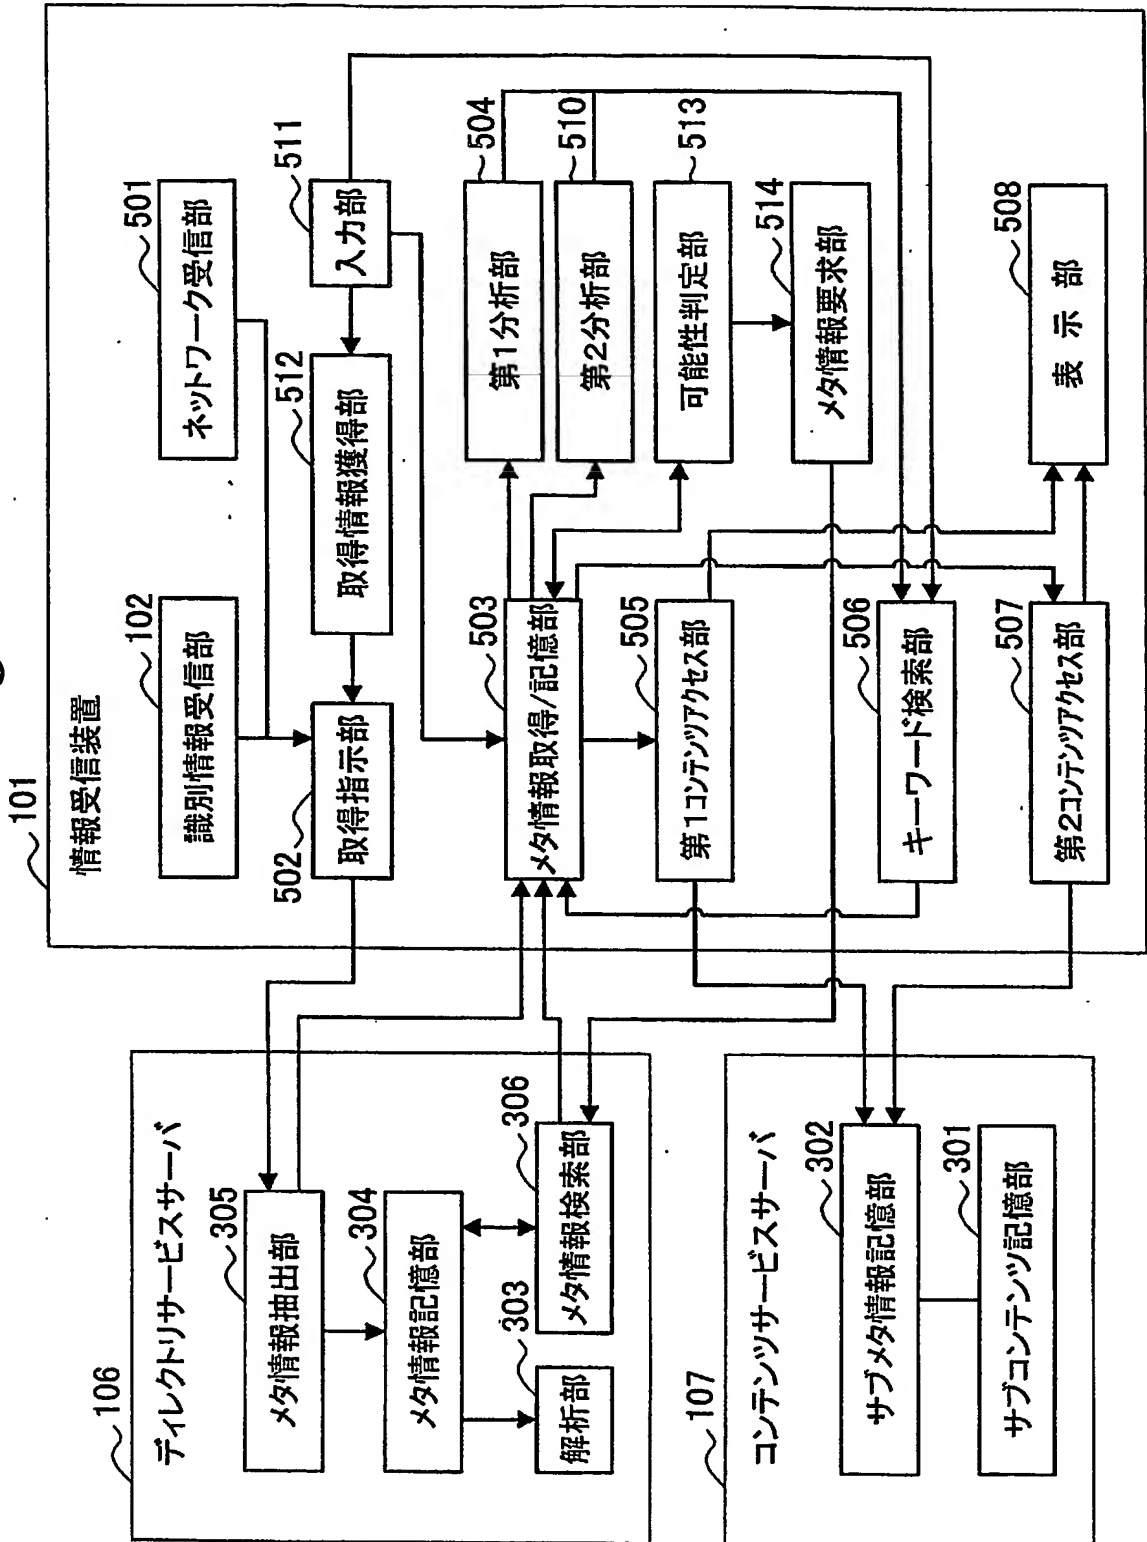 101
情報受信装置
102
識別情報受信部
501
ネットワーク受信部
502
取得指示部
512
取得情報獲得部
511
入力部
503
メタ情報取得/記憶部
504
第1分析部
510
第2分析部
505
第1コンテンツアクセス部
513
可能性判定部
514
メタ情報要求部
506
キーワード検索部
507
第2コンテンツアクセス部
508
表示部
106
ディレクトリサービスサーバ
305
メタ情報抽出部
304
メタ情報記憶部
303
解析部
306
メタ情報検索部
107
コンテンツサービスサーバ
302
サブメタ情報記憶部
301
サブコンテンツ記憶部